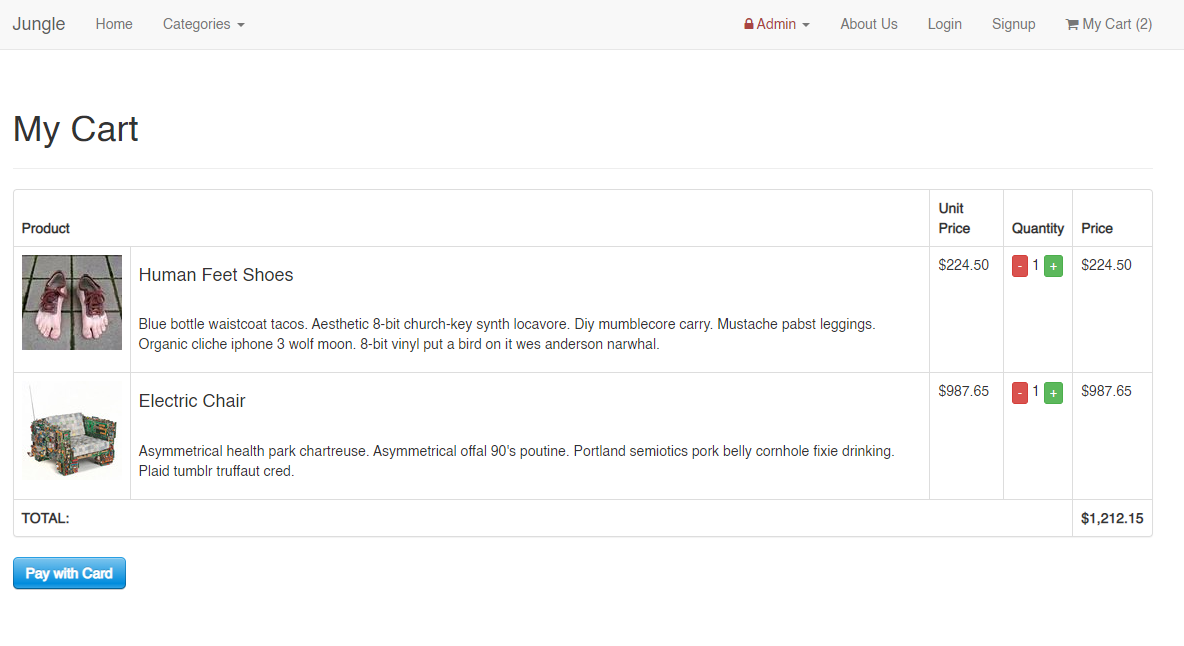 Jungle Home Categories Admin About Us Login Signup My Cart (2)
My Cart
Product Unit Price Quantity Price
Human Feet Shoes $224.50 - 1 + $224.50
Blue bottle waistcoat tacos. Aesthetic 8-bit church-key synth locavore. Diy mumblecore carry. Mustache pabst leggings.
Organic cliche iphone 3 wolf moon. 8-bit vinyl put a bird on it wes anderson narwhal.
Electric Chair $987.65 - 1 + $987.65
Asymmetrical health park chartreuse. Asymmetrical offal 90's poutine. Portland semiotics pork belly cornhole fixie drinking.
Plaid tumblr truffaut cred.
TOTAL: $1,212.15
Pay with Card